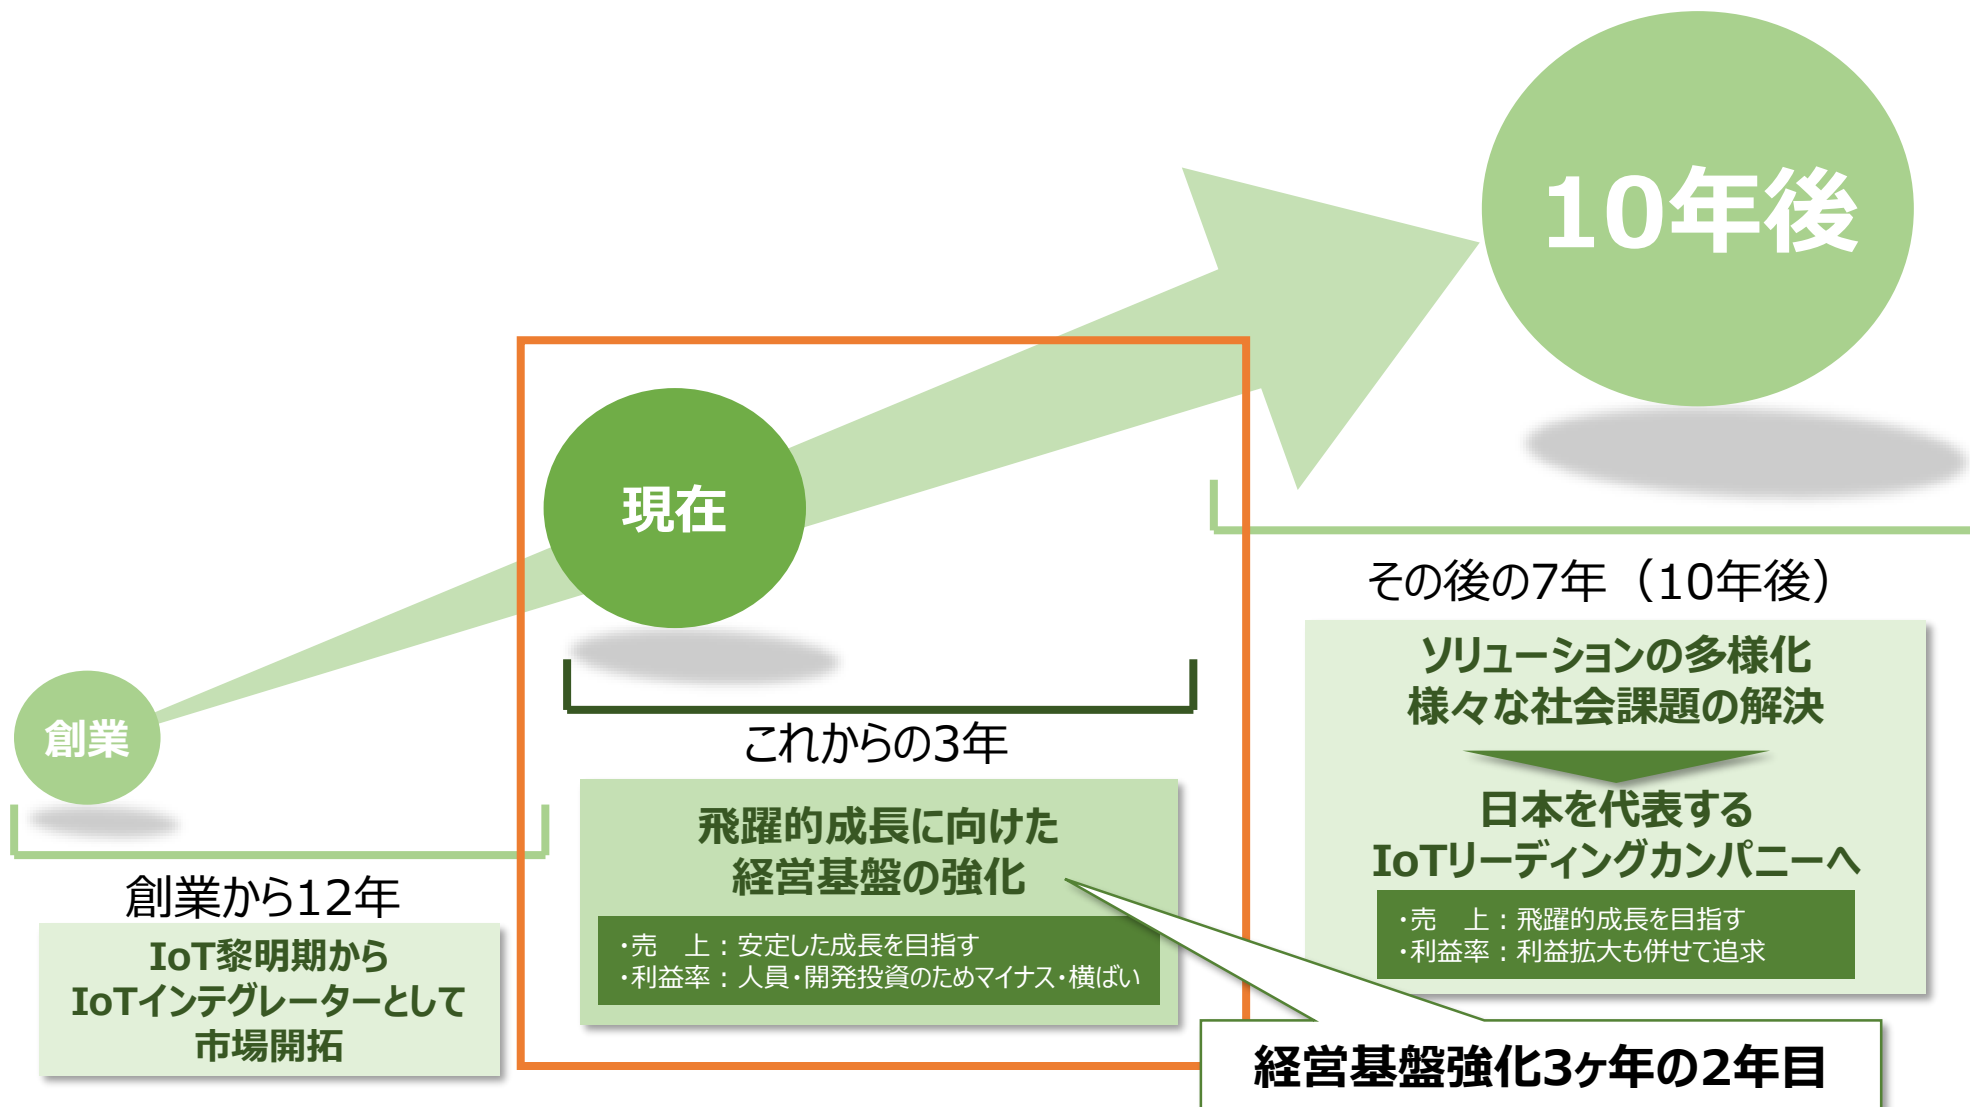 10年後
現在
創業
創業から12年
IoT黎明期から
IoTインテグレーターとして
市場開拓
これからの3年
飛躍的成長に向けた
経営基盤の強化
・売　上：安定した成長を目指す
・利益率：人員・開発投資のためマイナス・横ばい
経営基盤強化3ヶ年の2年目
その後の7年（10年後）
ソリューションの多様化
様々な社会課題の解決
日本を代表する
IoTリーディングカンパニーへ
・売　上：飛躍的成長を目指す
・利益率：利益拡大も併せて追求